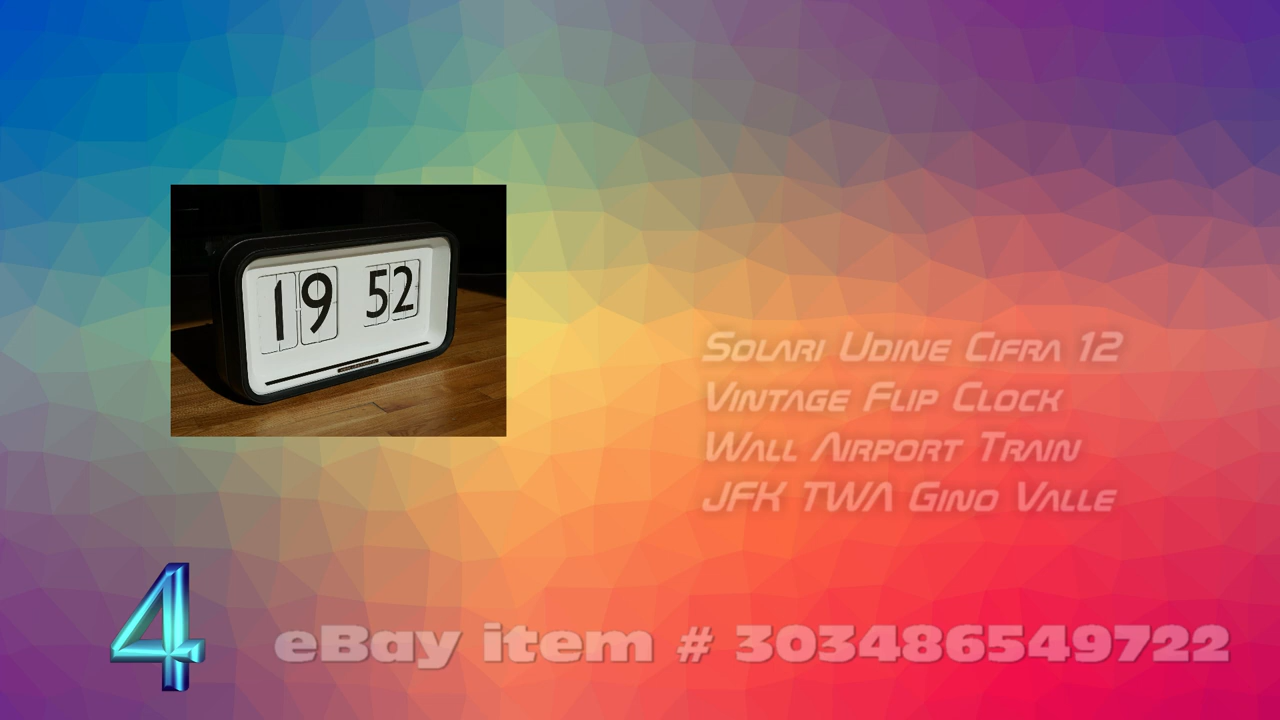 19 52
Solari Udine Cifra 12
Vintage Flip Clock
Wall Airport Train
JFK TWA Gino Valle
4
eBay item # 303486549722